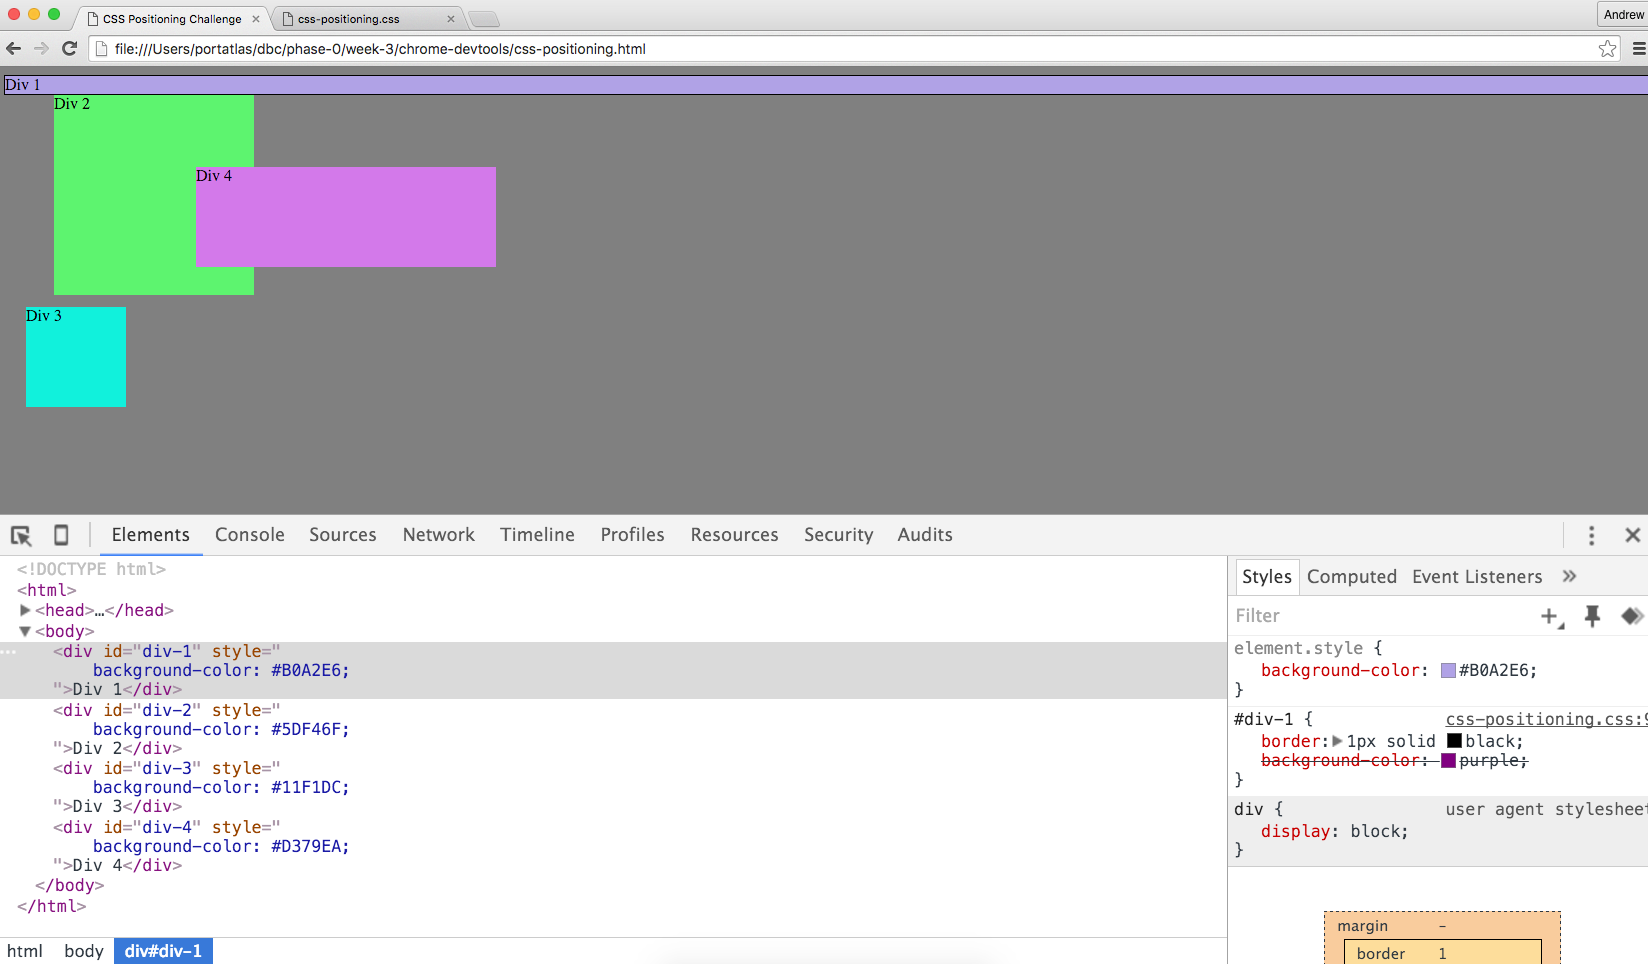 CSS Positioning Challenge
css-positioning.css
Andrew
file:///Users/portatlas/dbc/phase-0/week-3/chrome-devtools/css-positioning.html
Div 1
Div 2
Div 4
Div 3
Elements Console Sources Network Timeline Profiles Resources Security Audits
<!DOCTYPE html>
<html>
<head>…</head>
<body>
<div id="div-1" style="
background-color: #B0A2E6;
">Div 1</div>
<div id="div-2" style="
background-color: #5DF46F;
">Div 2</div>
<div id="div-3" style="
background-color: #11F1DC;
">Div 3</div>
<div id="div-4" style="
background-color: #D379EA;
">Div 4</div>
</body>
</html>
html body div#div-1
Styles Computed Event Listeners »
Filter
element.style {
background-color: #B0A2E6;
}
#div-1 { css-positioning.css:9
border: 1px solid black;
background-color: purple;
}
div { user agent stylesheet
display: block;
}
margin -
border 1